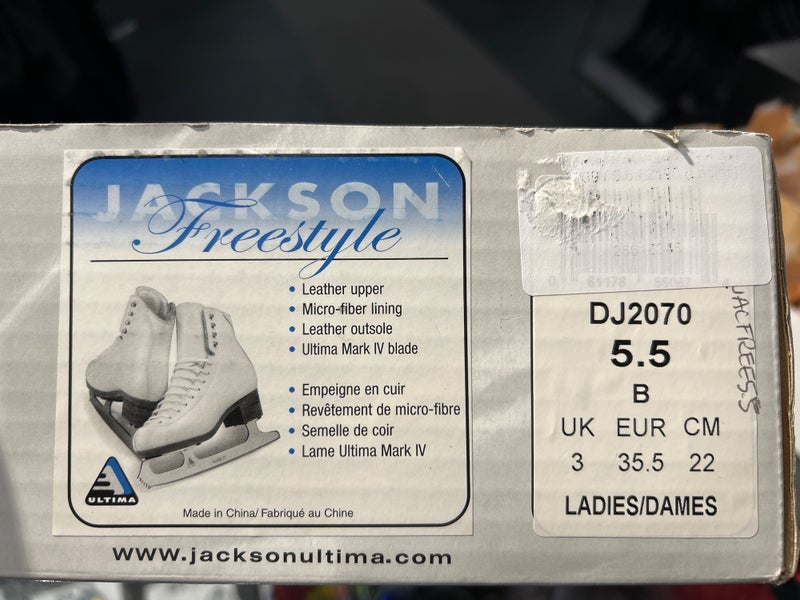 JACKSON
Freestyle
• Leather upper
• Micro-fiber lining
• Leather outsole
• Ultima Mark IV blade
• Empeigne en cuir
• Revêtement de micro-fibre
• Semelle de coir
• Lame Ultima Mark IV
ULTIMA
Made in China/ Fabriqué au Chine
www.jacksonultima.com
DJ2070
5.5
B
UK EUR CM
3 35.5 22
LADIES/DAMES
JACFREE5.5